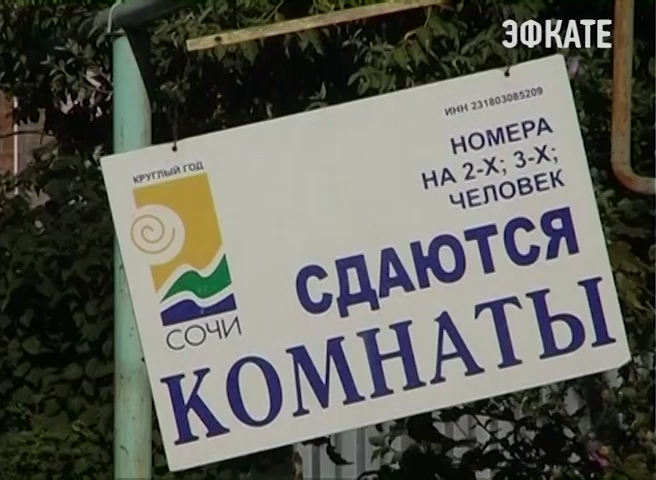 ЭФКАТЕ
ИНН 231803085209
КРУГЛЫЙ ГОД
НОМЕРА
НА 2-Х; 3-Х;
ЧЕЛОВЕК
СОЧИ
СДАЮТСЯ
КОМНАТЫ